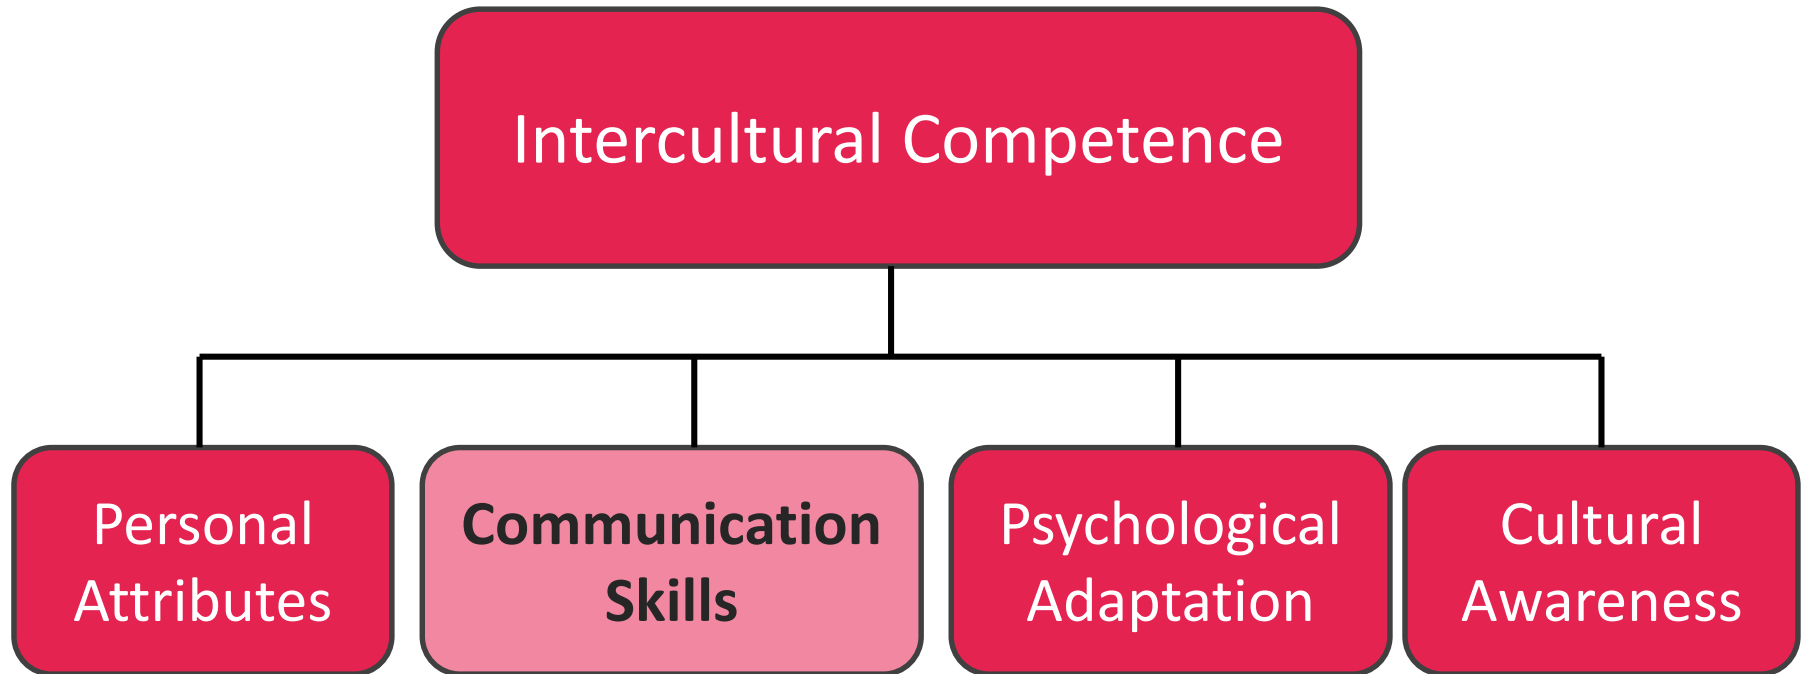 Intercultural Competence
Personal
Attributes
Communication
Skills
Psychological
Adaptation
Cultural
Awareness